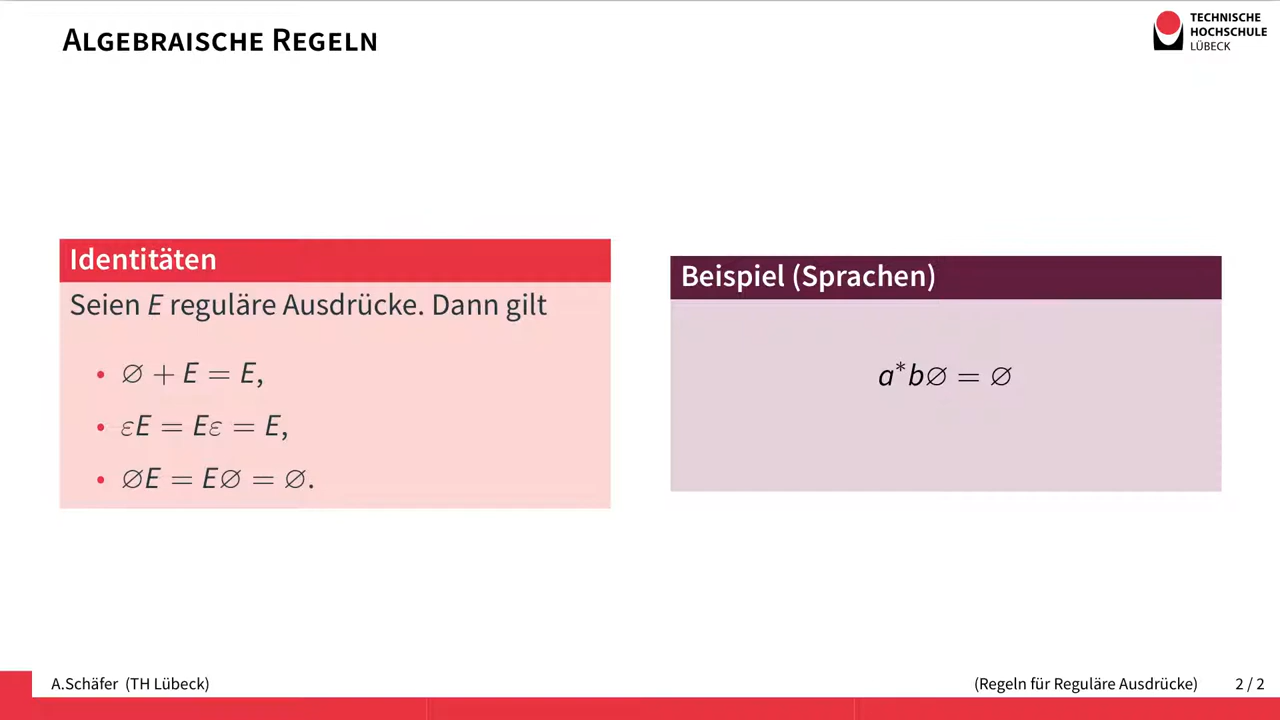 ALGEBRAISCHE REGELN
TECHNISCHE
HOCHSCHULE
LÜBECK
Identitäten
Seien E reguläre Ausdrücke. Dann gilt
• ∅ + E = E,
• εE = Eε = E,
• ∅E = E∅ = ∅.
Beispiel (Sprachen)
a*b∅ = ∅
A.Schäfer (TH Lübeck)
(Regeln für Reguläre Ausdrücke)
2 / 2